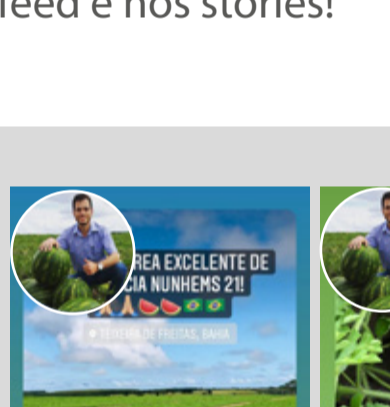 feed e nos stories!
REA EXCELENTE DE
CIA NUNHEMS 21!
TEIXEIRA DE FREITAS, BAHIA